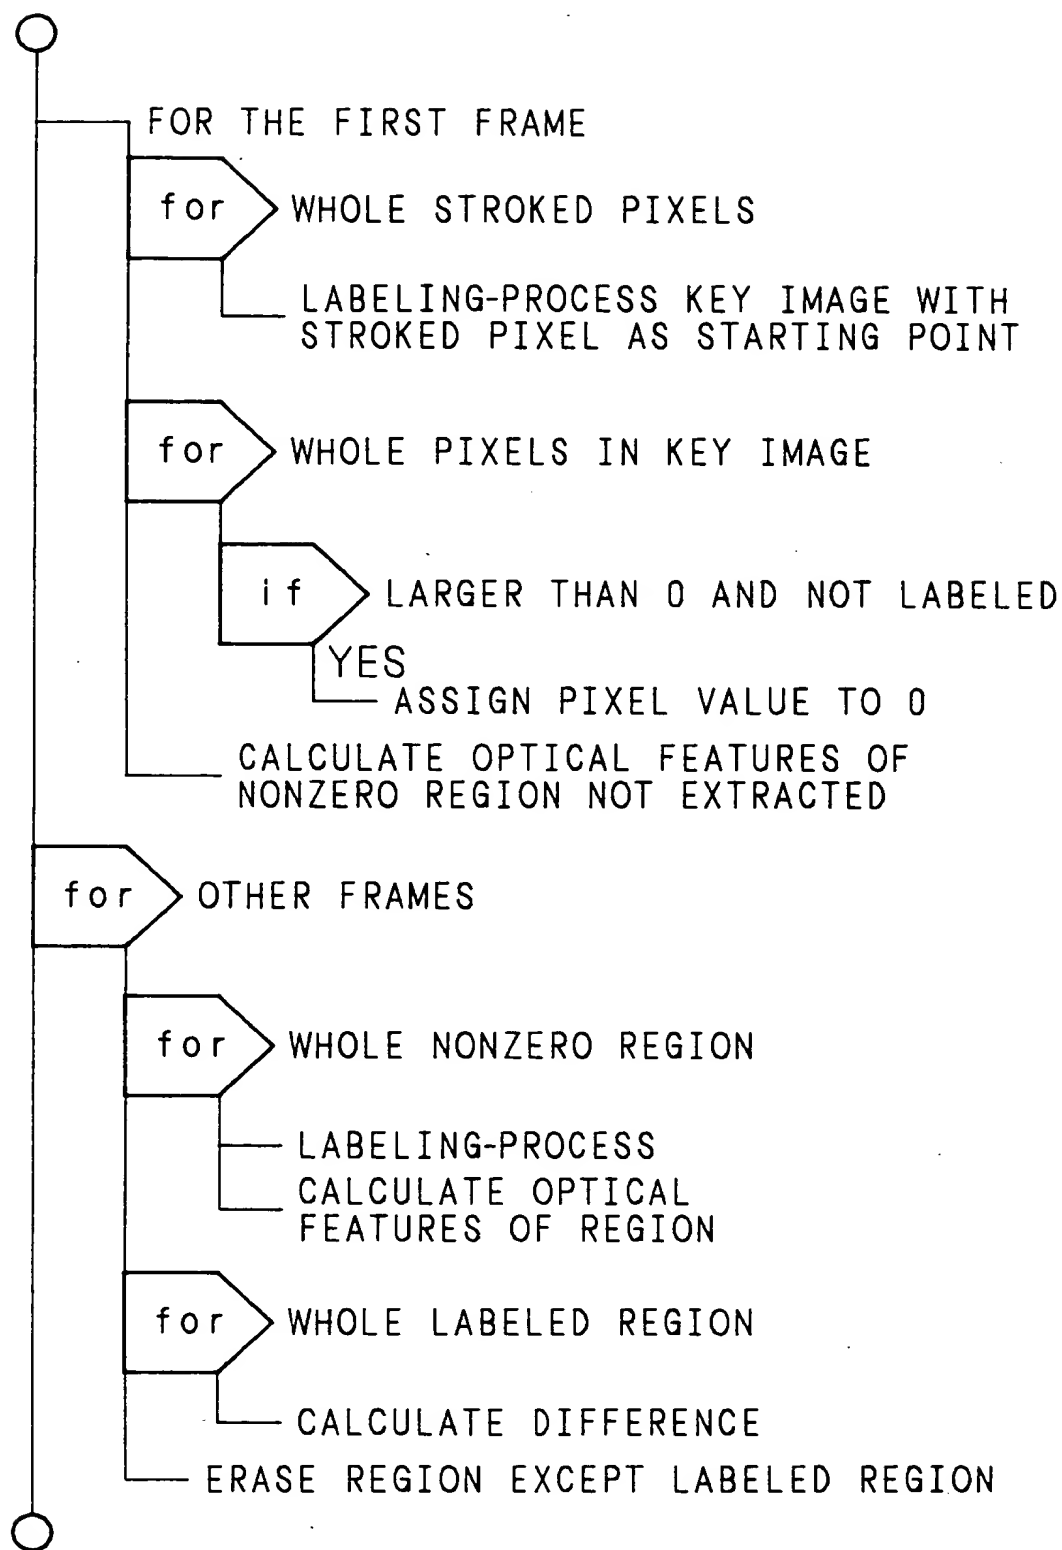 FOR THE FIRST FRAME
for WHOLE STROKED PIXELS
LABELING-PROCESS KEY IMAGE WITH
STROKED PIXEL AS STARTING POINT
for WHOLE PIXELS IN KEY IMAGE
if LARGER THAN 0 AND NOT LABELED
YES
ASSIGN PIXEL VALUE TO 0
CALCULATE OPTICAL FEATURES OF
NONZERO REGION NOT EXTRACTED
for OTHER FRAMES
for WHOLE NONZERO REGION
LABELING-PROCESS
CALCULATE OPTICAL
FEATURES OF REGION
for WHOLE LABELED REGION
CALCULATE DIFFERENCE
ERASE REGION EXCEPT LABELED REGION